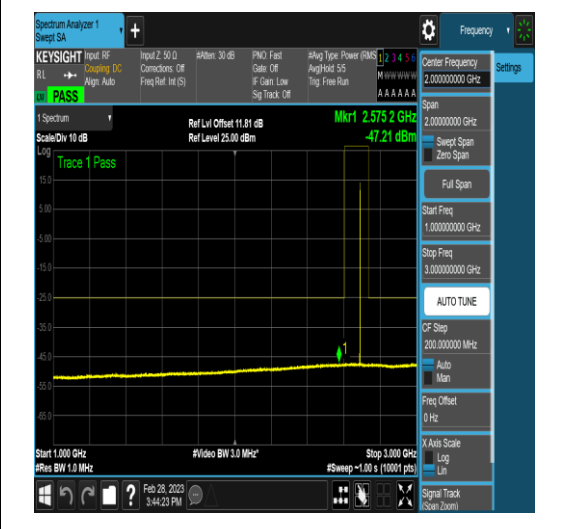 Spectrum Analyzer 1
Swept SA
+
Frequency
KEYSIGHT
RL
PASS
Input: RF
Coupling: DC
Align: Auto
Input Z: 50 Ω
Corrections: Off
Freq Ref: Int (S)
#Atten: 30 dB
PNO: Fast
Gate: Off
IF Gain: Low
Sig Track: Off
#Avg Type: Power (RMS
Avg|Hold: 5/5
Trig: Free Run
1 2 3 4 5 6
M w w w w w
A A A A A A
1 Spectrum
Scale/Div 10 dB
Ref Lvl Offset 11.81 dB
Ref Level 25.00 dBm
Mkr1 2.575 2 GHz
-47.21 dBm
Log
Trace 1 Pass
15.0
5.00
-5.00
-15.0
-25.0
-35.0
-45.0
-55.0
-65.0
1
Start 1.000 GHz
#Res BW 1.0 MHz
#Video BW 3.0 MHz*
Stop 3.000 GHz
#Sweep ~1.00 s (10001 pts)
?
Feb 28, 2023
3:44:23 PM
Center Frequency
2.000000000 GHz
Span
2.00000000 GHz
Swept Span
Zero Span
Full Span
Start Freq
1.000000000 GHz
Stop Freq
3.000000000 GHz
AUTO TUNE
CF Step
200.000000 MHz
Auto
Man
Freq Offset
0 Hz
X Axis Scale
Log
Lin
Signal Track
(Span Zoom)
Settings